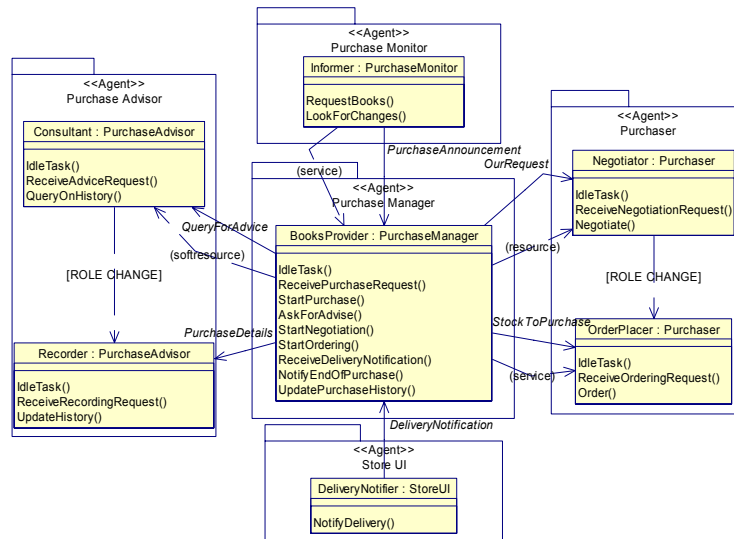 <<Agent>>
Purchase Monitor
Informer : PurchaseMonitor
RequestBooks()
LookForChanges()
<<Agent>>
Purchase Advisor
Consultant : PurchaseAdvisor
IdleTask()
ReceiveAdviceRequest()
QueryOnHistory()
[ROLE CHANGE]
Recorder : PurchaseAdvisor
IdleTask()
ReceiveRecordingRequest()
UpdateHistory()
(service)
PurchaseAnnouncement
OurRequest
QueryForAdvice
(softresource)
PurchaseDetails
<<Agent>>
Purchase Manager
BooksProvider : PurchaseManager
IdleTask()
ReceivePurchaseRequest()
StartPurchase()
AskForAdvise()
StartNegotiation()
StartOrdering()
ReceiveDeliveryNotification()
NotifyEndOfPurchase()
UpdatePurchaseHistory()
(resource)
StockToPurchase
(service)
<<Agent>>
Purchaser
Negotiator : Purchaser
IdleTask()
ReceiveNegotiationRequest()
Negotiate()
[ROLE CHANGE]
OrderPlacer : Purchaser
IdleTask()
ReceiveOrderingRequest()
Order()
DeliveryNotification
<<Agent>>
Store UI
DeliveryNotifier : StoreUI
NotifyDelivery()